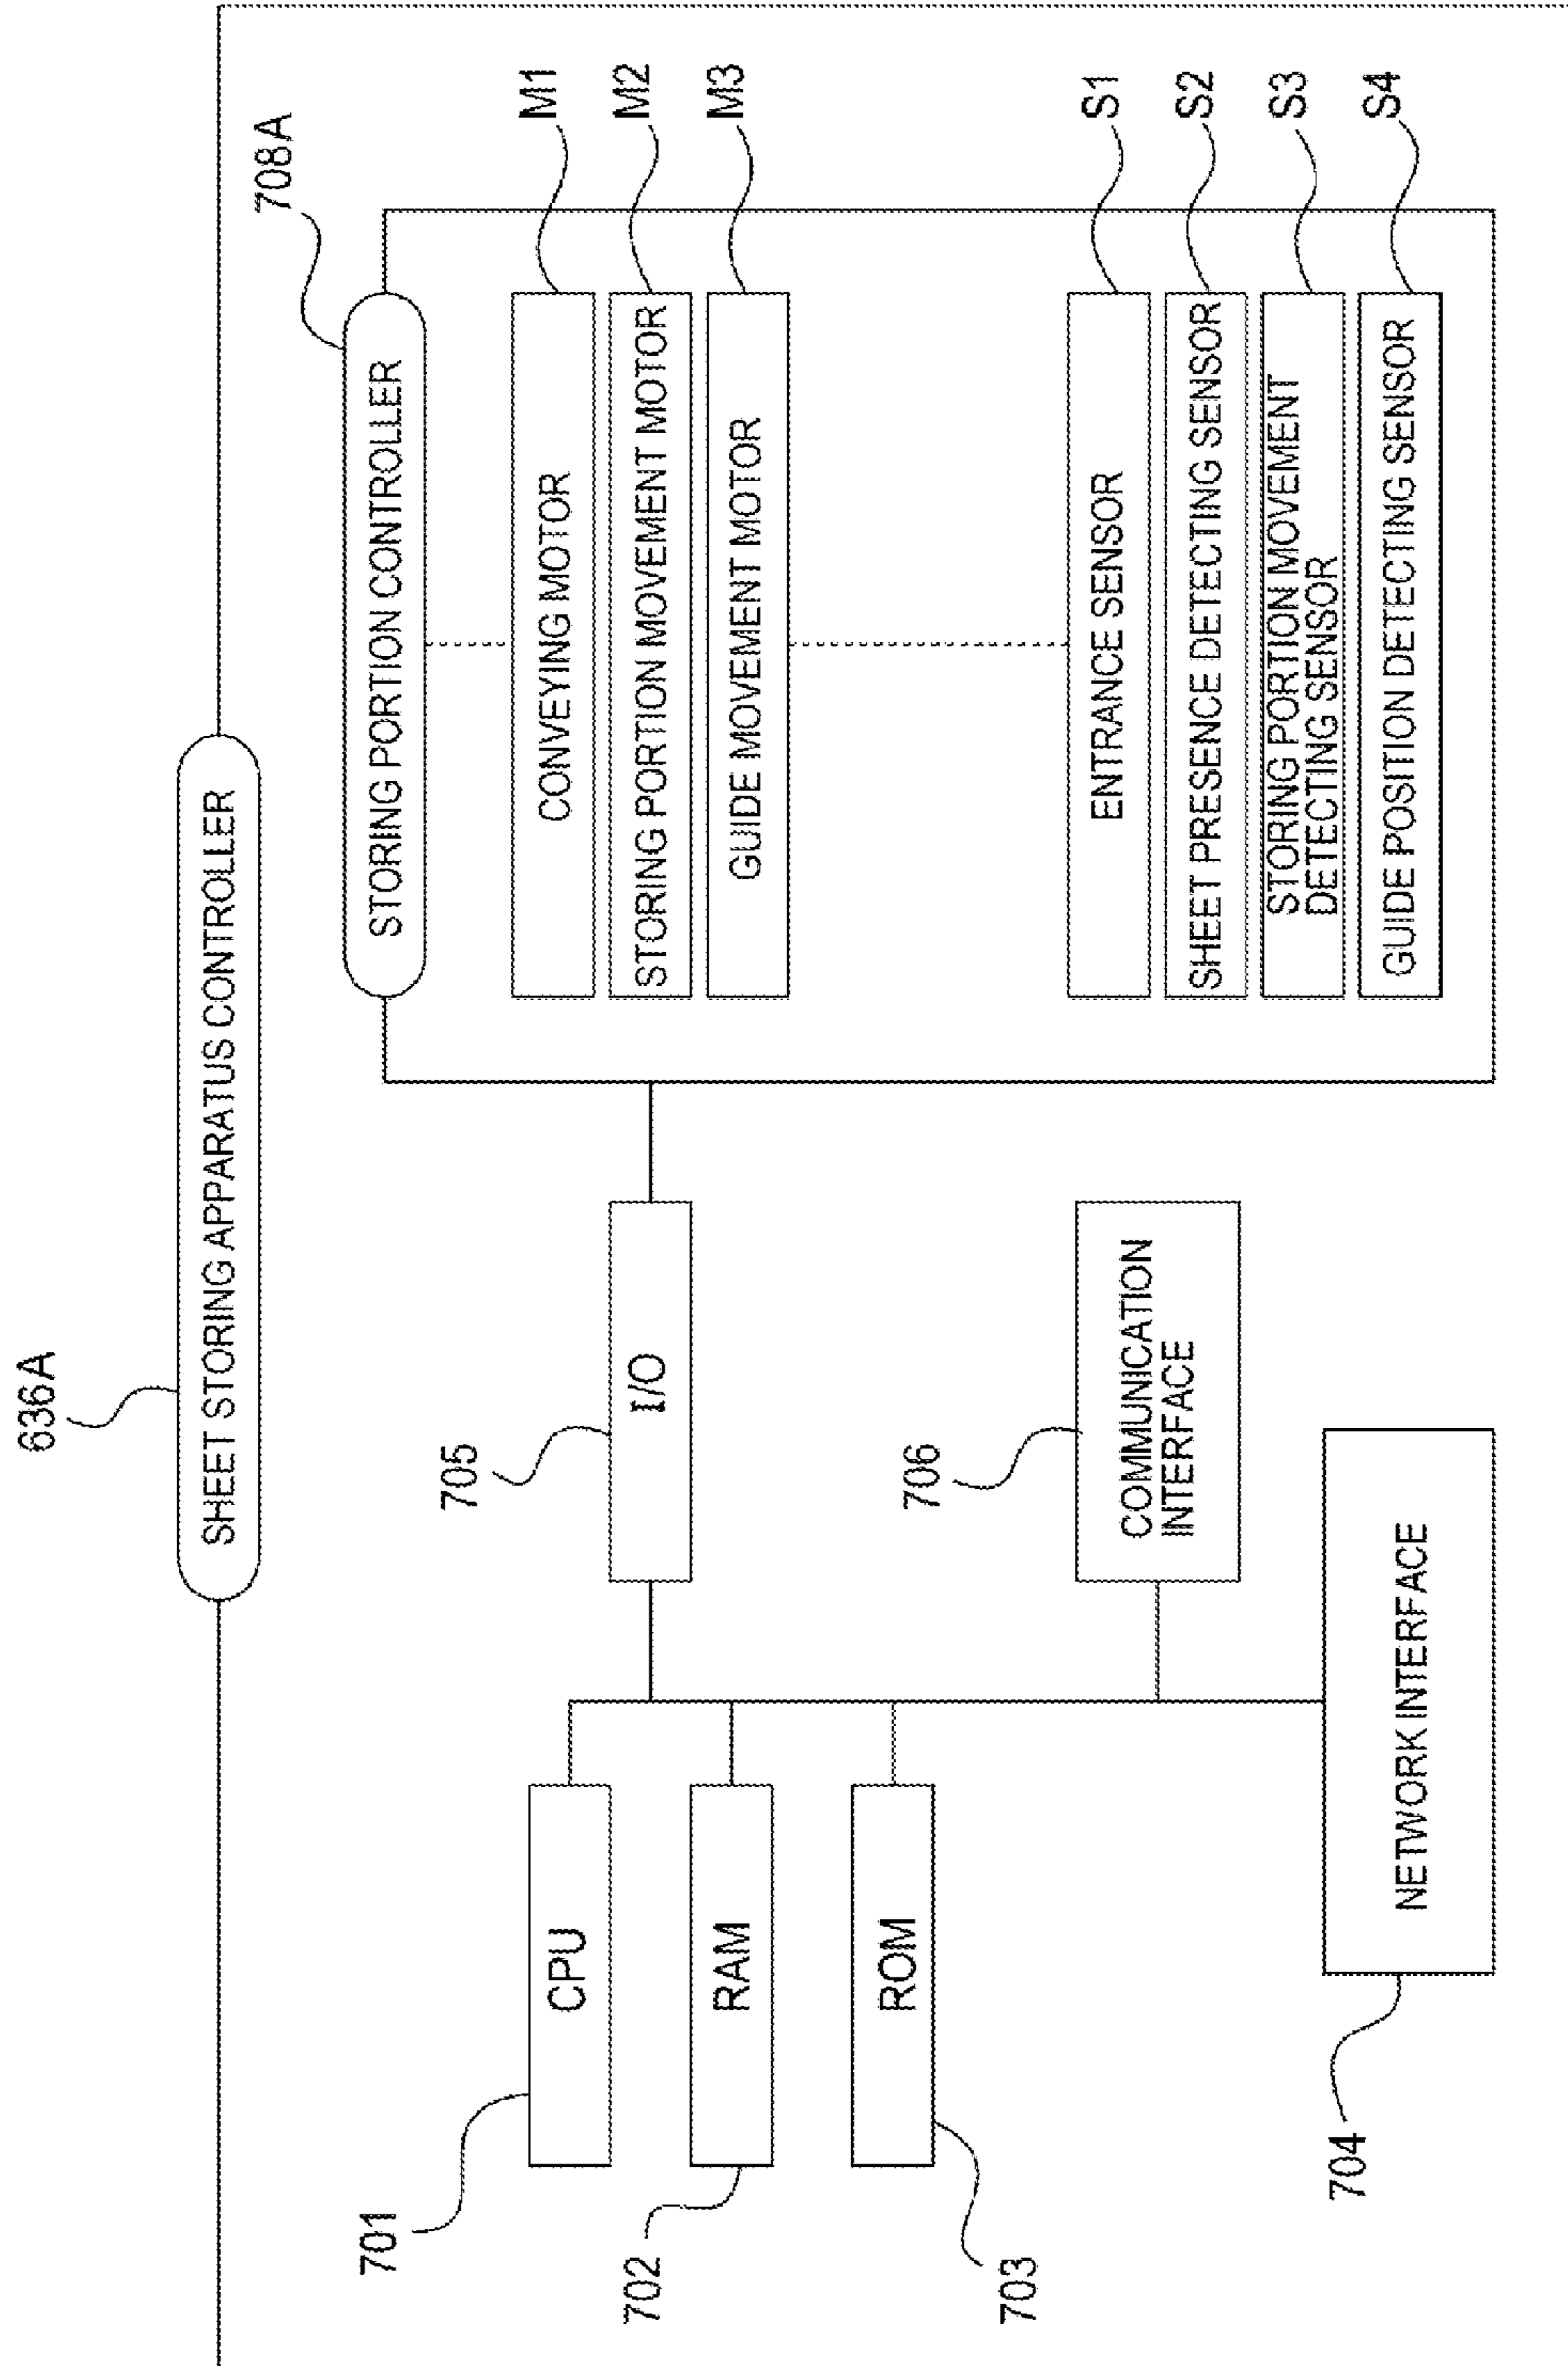 636A
SHEET STORING APPARATUS CONTROLLER
701
CPU
702
RAM
703
ROM
704
NETWORK INTERFACE
705
I/O
706
COMMUNICATION
INTERFACE
708A
STORING PORTION CONTROLLER
CONVEYING MOTOR
M1
STORING PORTION MOVEMENT MOTOR
M2
GUIDE MOVEMENT MOTOR
M3
ENTRANCE SENSOR
S1
SHEET PRESENCE DETECTING SENSOR
S2
STORING PORTION MOVEMENT
DETECTING SENSOR
S3
GUIDE POSITION DETECTING SENSOR
S4